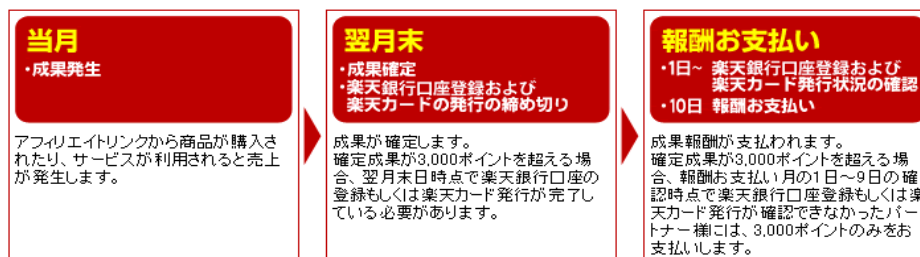 当月
・成果発生
アフィリエイトリンクから商品が購入さ
れたり、サービスが利用されると売上
が発生します。
翌月末
・成果確定
・楽天銀行口座登録および
楽天カードの発行の締め切り
成果が確定します。
確定成果が3,000ポイントを超える場
合、翌月末日時点で楽天銀行口座の
登録もしくは楽天カード発行が完了し
ている必要があります。
報酬お支払い
・1日~ 楽天銀行口座登録および
楽天カード発行状況の確認
・10日 報酬お支払い
成果報酬が支払われます。
確定成果が3,000ポイントを超える場
合、報酬お支払い月の1日~9日の確
認時点で楽天銀行口座登録もしくは楽
天カード発行が確認できなかったパー
トナー様には、3,000ポイントのみをお
支払いします。